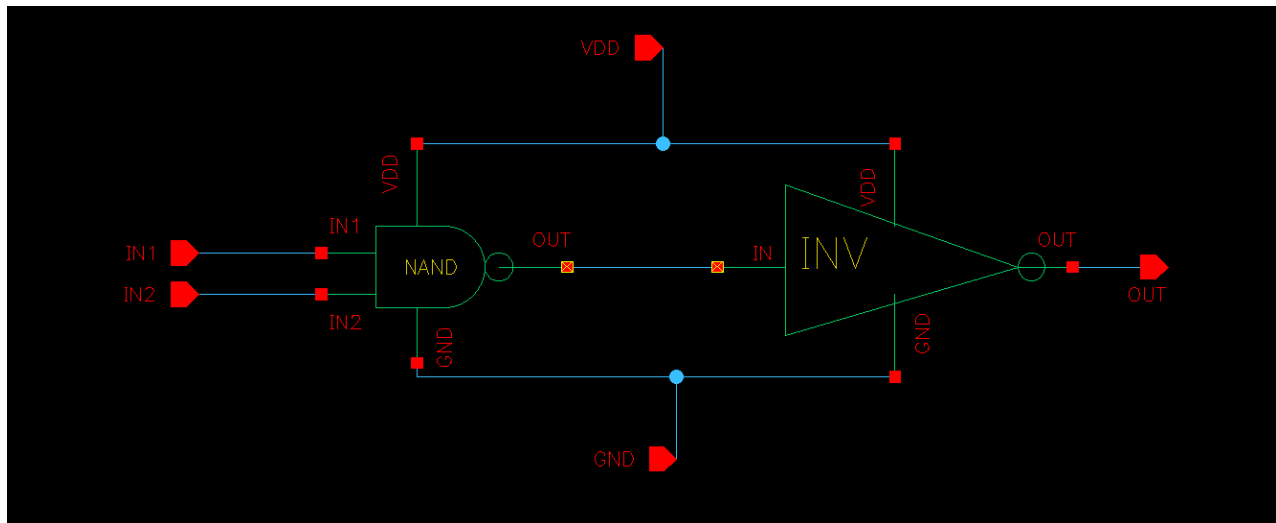 VDD
VDD
VDD
IN1
IN1
NAND
OUT
IN
INV
OUT
IN2
IN2
GND
GND
OUT
GND